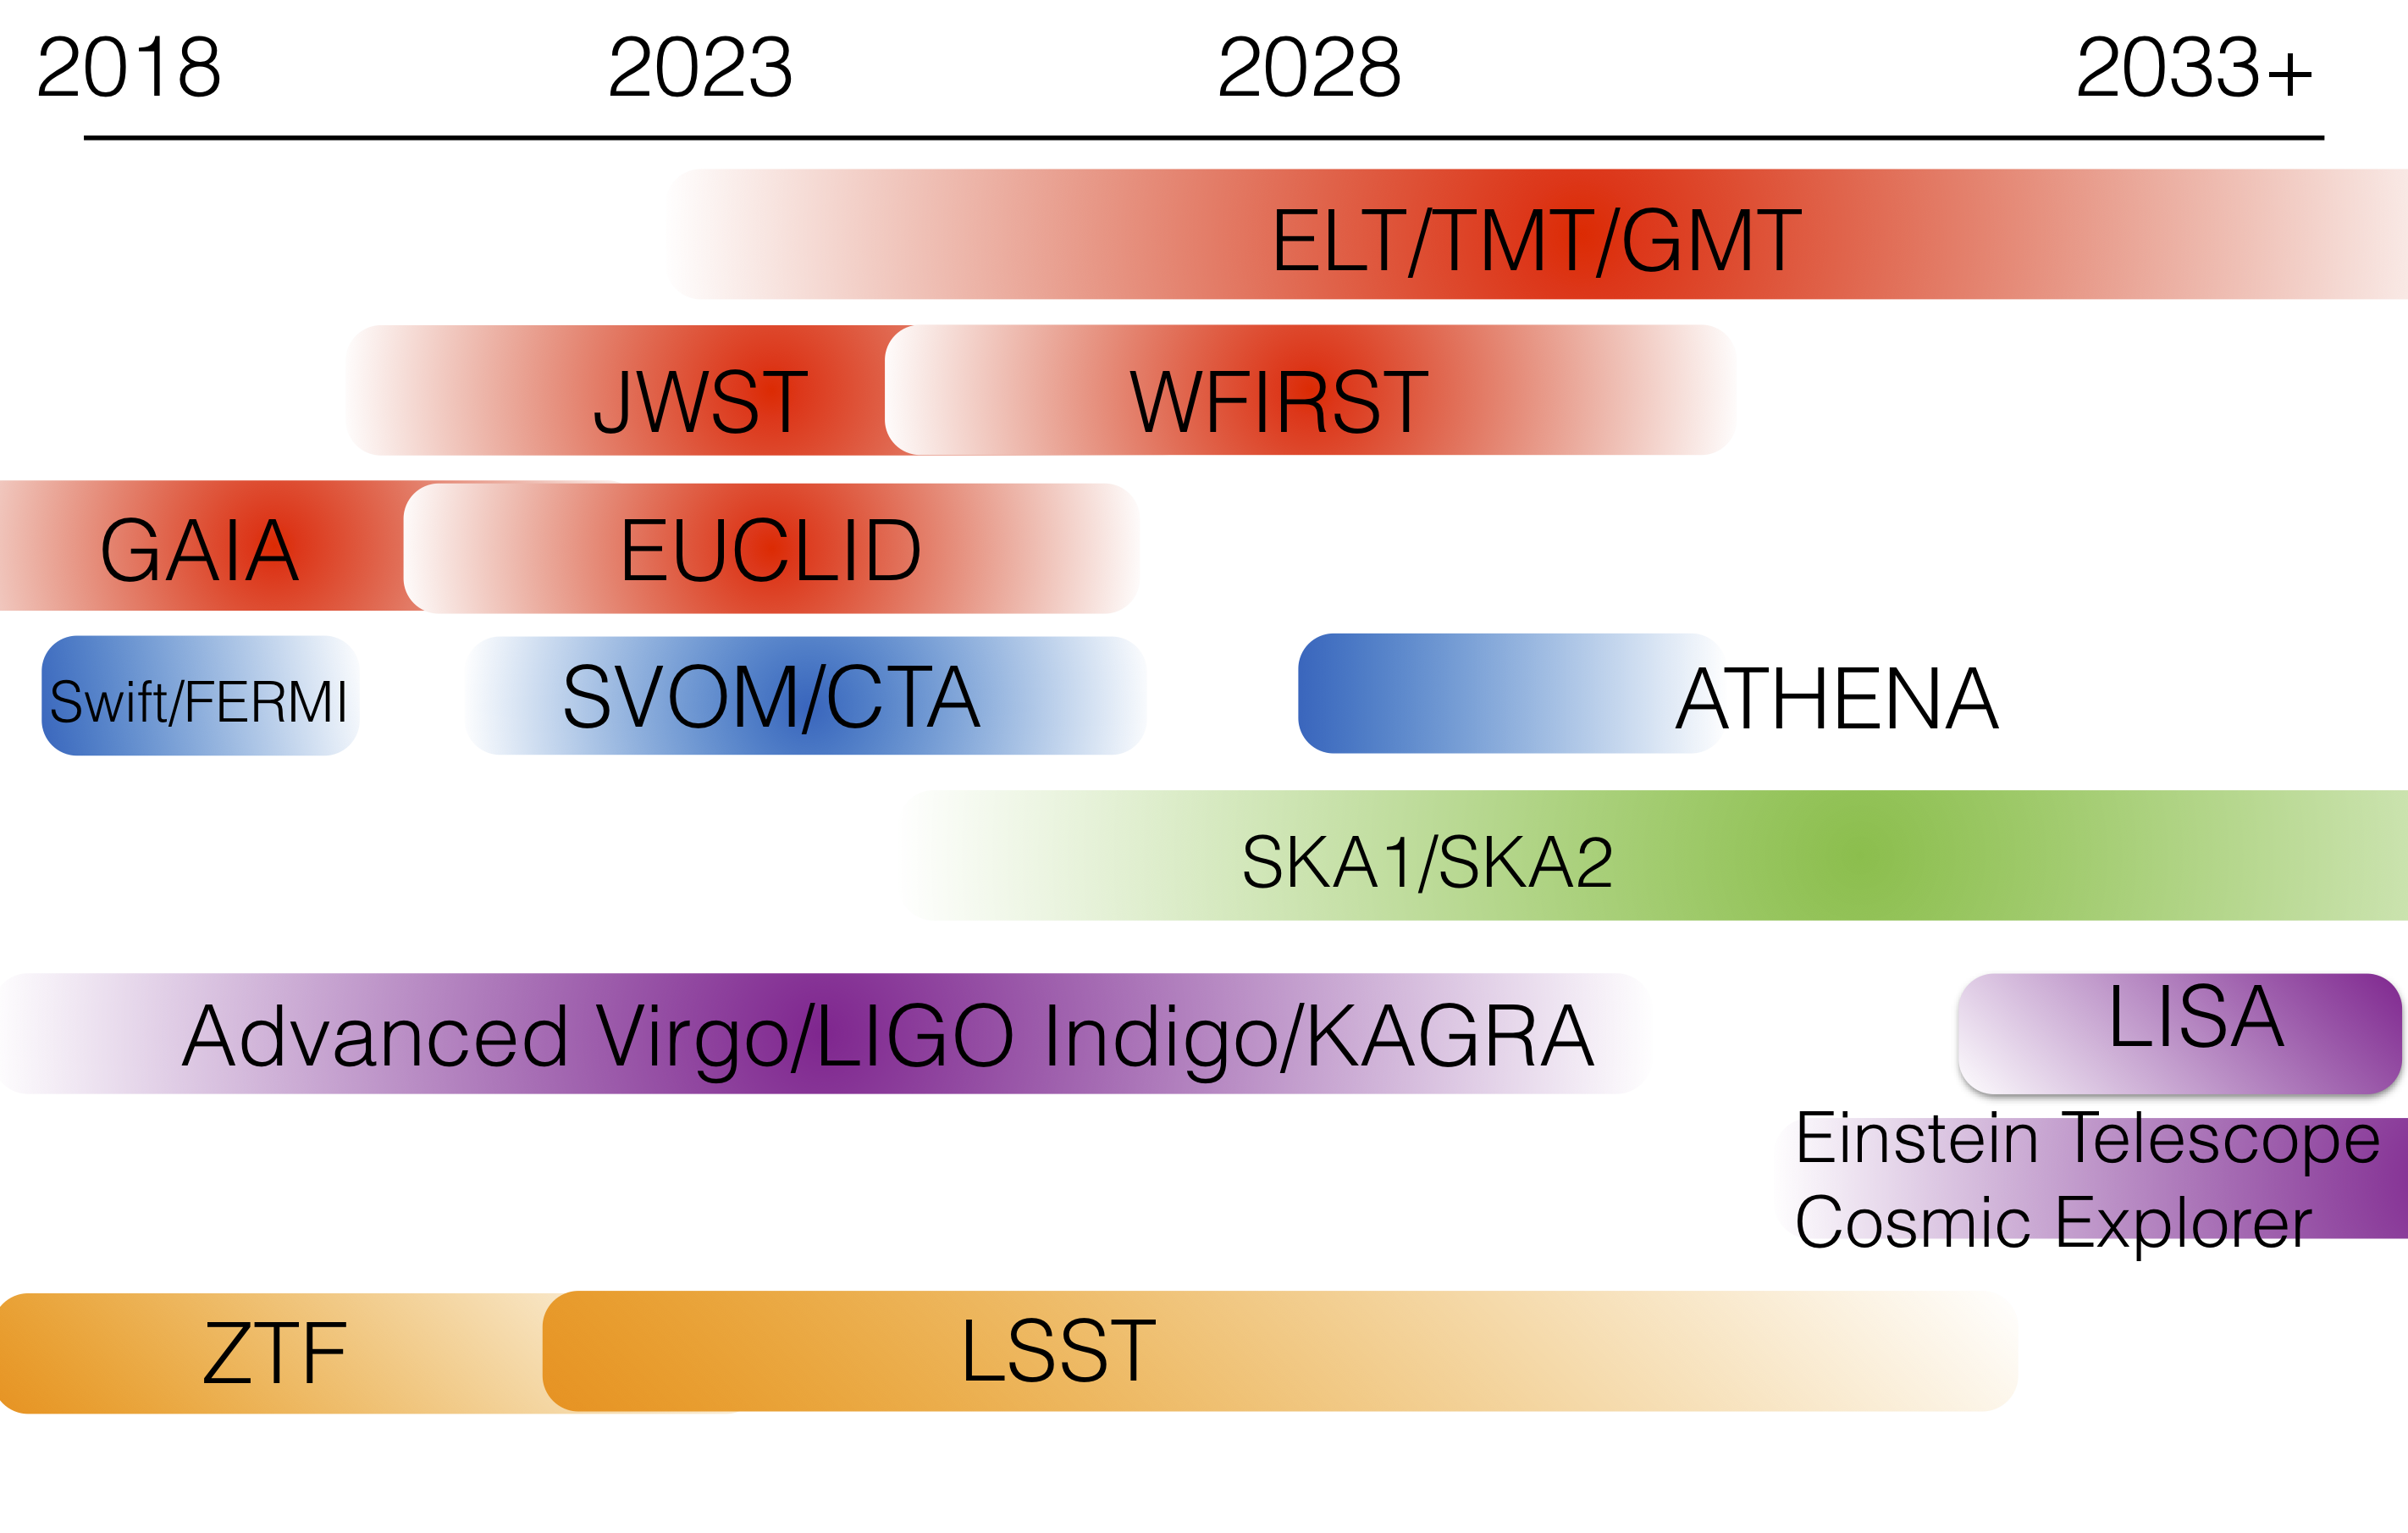 2018 2023 2028 2033+
ELT/TMT/GMT
JWST WFIRST
GAIA EUCLID
Swift/FERMI SVOM/CTA ATHENA
SKA1/SKA2
Advanced Virgo/LIGO Indigo/KAGRA LISA
Einstein Telescope
Cosmic Explorer
ZTF LSST